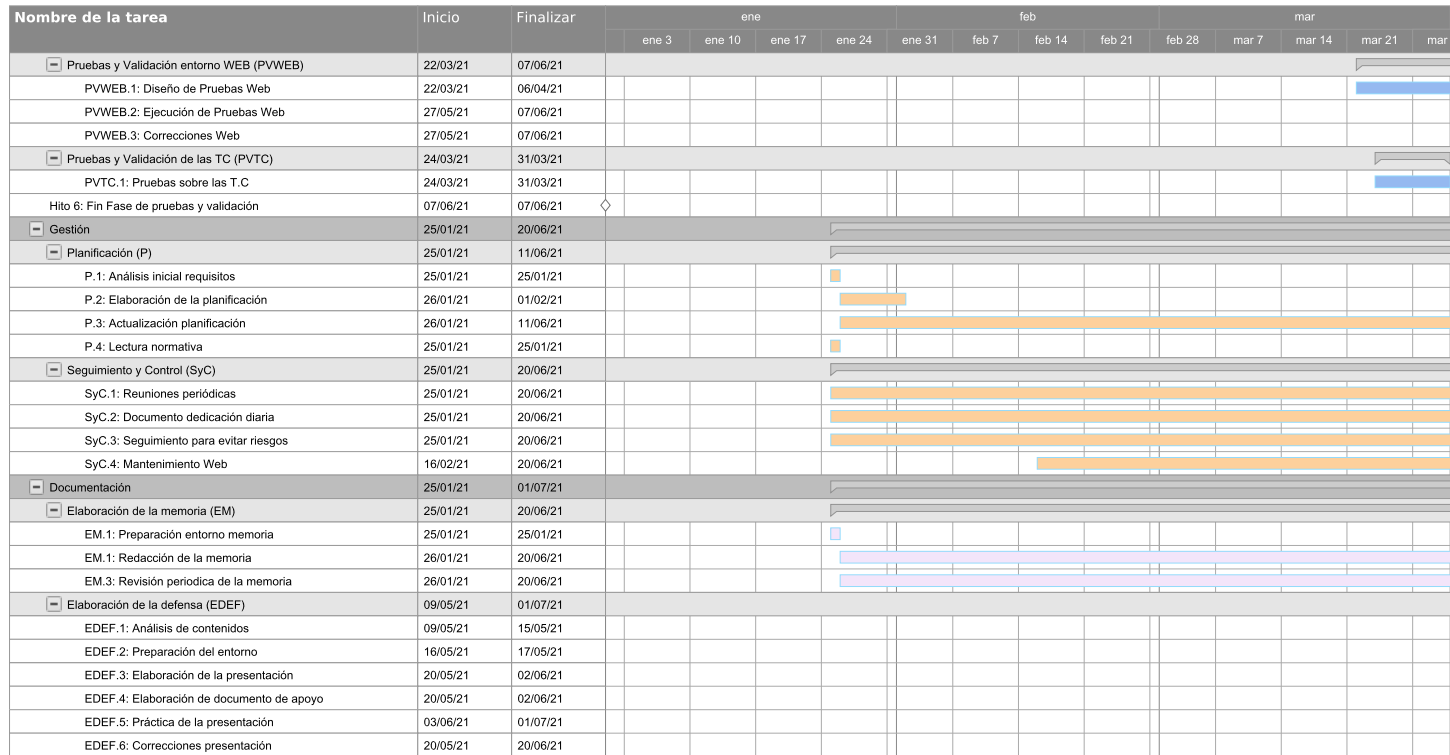 Nombre de la tarea Inicio Finalizar ene feb mar
ene 3 ene 10 ene 17 ene 24 ene 31 feb 7 feb 14 feb 21 feb 28 mar 7 mar 14 mar 21 mar
Pruebas y Validación entorno WEB (PVWEB) 22/03/21 07/06/21
PVWEB.1: Diseño de Pruebas Web 22/03/21 06/04/21
PVWEB.2: Ejecución de Pruebas Web 27/05/21 07/06/21
PVWEB.3: Correcciones Web 27/05/21 07/06/21
Pruebas y Validación de las TC (PVTC) 24/03/21 31/03/21
PVTC.1: Pruebas sobre las T.C 24/03/21 31/03/21
Hito 6: Fin Fase de pruebas y validación 07/06/21 07/06/21
Gestión 25/01/21 20/06/21
Planificación (P) 25/01/21 11/06/21
P.1: Análisis inicial requisitos 25/01/21 25/01/21
P.2: Elaboración de la planificación 26/01/21 01/02/21
P.3: Actualización planificación 26/01/21 11/06/21
P.4: Lectura normativa 25/01/21 25/01/21
Seguimiento y Control (SyC) 25/01/21 20/06/21
SyC.1: Reuniones periódicas 25/01/21 20/06/21
SyC.2: Documento dedicación diaria 25/01/21 20/06/21
SyC.3: Seguimiento para evitar riesgos 25/01/21 20/06/21
SyC.4: Mantenimiento Web 16/02/21 20/06/21
Documentación 25/01/21 01/07/21
Elaboración de la memoria (EM) 25/01/21 20/06/21
EM.1: Preparación entorno memoria 25/01/21 25/01/21
EM.1: Redacción de la memoria 26/01/21 20/06/21
EM.3: Revisión periodica de la memoria 26/01/21 20/06/21
Elaboración de la defensa (EDEF) 09/05/21 01/07/21
EDEF.1: Análisis de contenidos 09/05/21 15/05/21
EDEF.2: Preparación del entorno 16/05/21 17/05/21
EDEF.3: Elaboración de la presentación 20/05/21 02/06/21
EDEF.4: Elaboración de documento de apoyo 20/05/21 02/06/21
EDEF.5: Práctica de la presentación 03/06/21 01/07/21
EDEF.6: Correcciones presentación 20/05/21 20/06/21